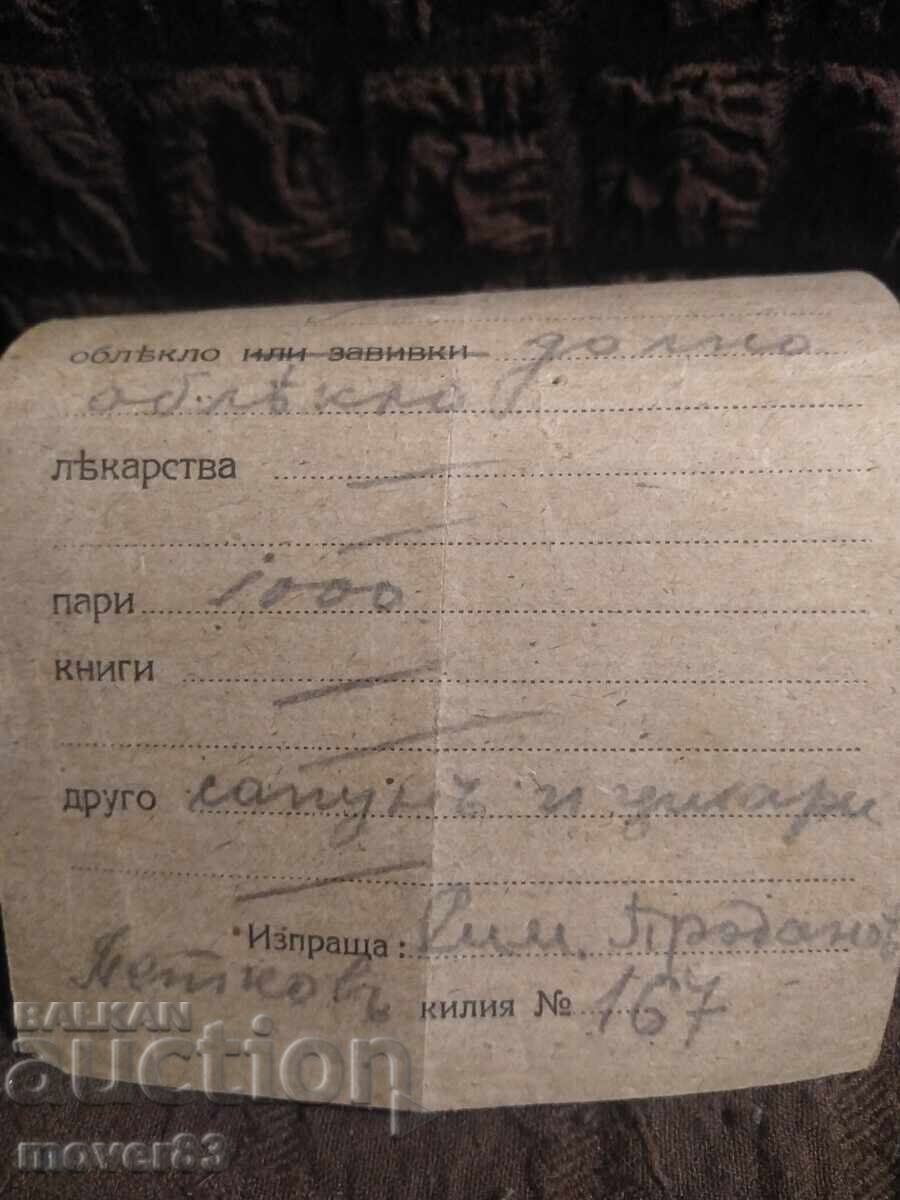 облѣкло или завивки долно
облѣкло
лѣкарства
пари 1000
книги
друго сапунъ и цигари
Изпраща: Дим. Проданов
Петковъ килия № 167
BALKAN
auction
mover83